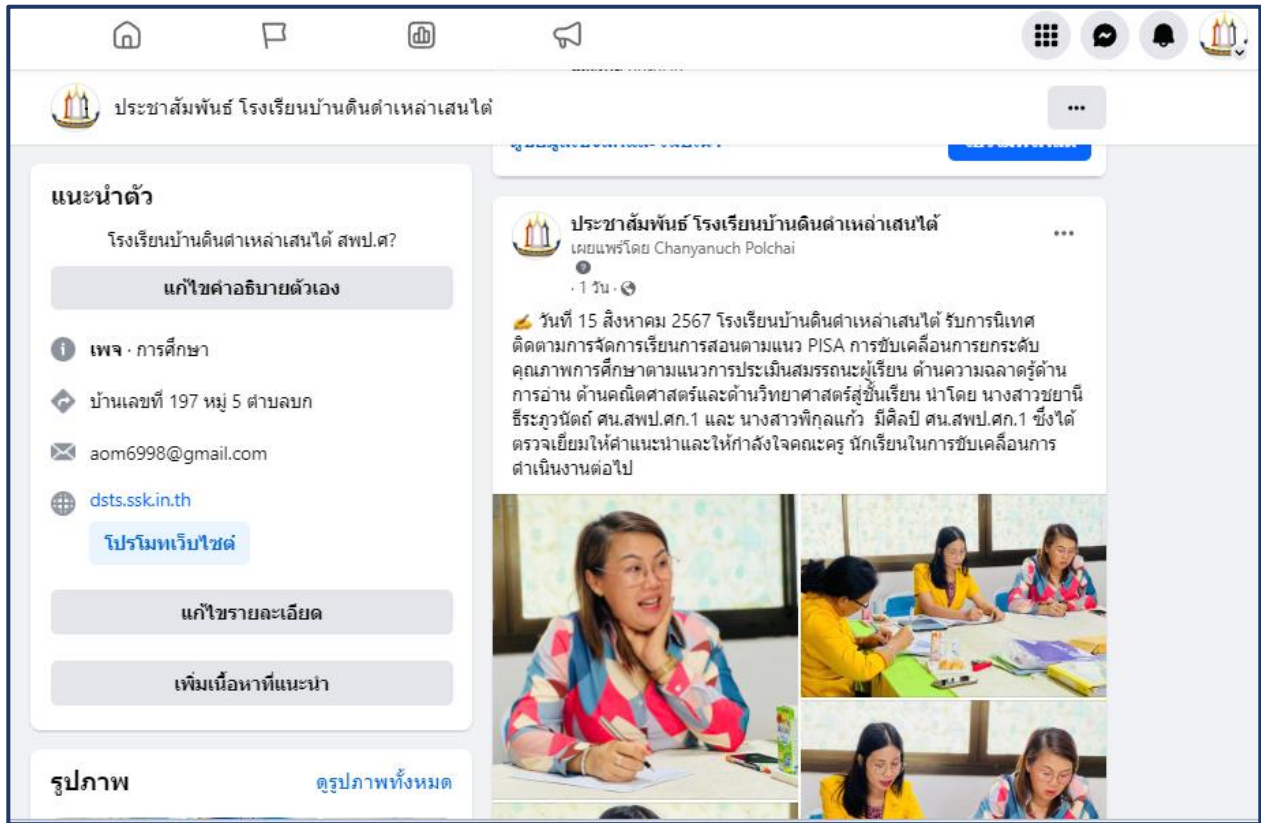 ประชาสัมพันธ์ โรงเรียนบ้านดินดำเหล่าเสนไต้
แนะนำตัว
โรงเรียนบ้านดินดำเหล่าเสนไต้ สพป.ศ?
แก้ไขคำอธิบายตัวเอง
เพจ · การศึกษา
บ้านเลขที่ 197 หมู่ 5 ตำบลบก
aom6998@gmail.com
dsts.ssk.in.th
โปรโมทเว็บไซต์
แก้ไขรายละเอียด
เพิ่มเนื้อหาที่แนะนำ
รูปภาพ
ดูรูปภาพทั้งหมด
ประชาสัมพันธ์ โรงเรียนบ้านดินดำเหล่าเสนไต้
เผยแพร่โดย Chanyanuch Polchai
· 1 วัน ·
✍️ วันที่ 15 สิงหาคม 2567 โรงเรียนบ้านดินดำเหล่าเสนไต้ รับการนิเทศ
ติดตามการจัดการเรียนการสอนตามแนว PISA การขับเคลื่อนการยกระดับ
คุณภาพการศึกษาตามแนวการประเมินสมรรถนะผู้เรียน ด้านความฉลาดรู้ด้าน
การอ่าน ด้านคณิตศาสตร์และด้านวิทยาศาสตร์สู่ชั้นเรียน นำโดย นางสาวชยานี
ธีระภูวนัตถ์ ศน.สพป.ศก.1 และ นางสาวพิกุลแก้ว มีศิลป์ ศน.สพป.ศก.1 ซึ่งได้
ตรวจเยี่ยมให้คำแนะนำและให้กำลังใจคณะครู นักเรียนในการขับเคลื่อนการ
ดำเนินงานต่อไป